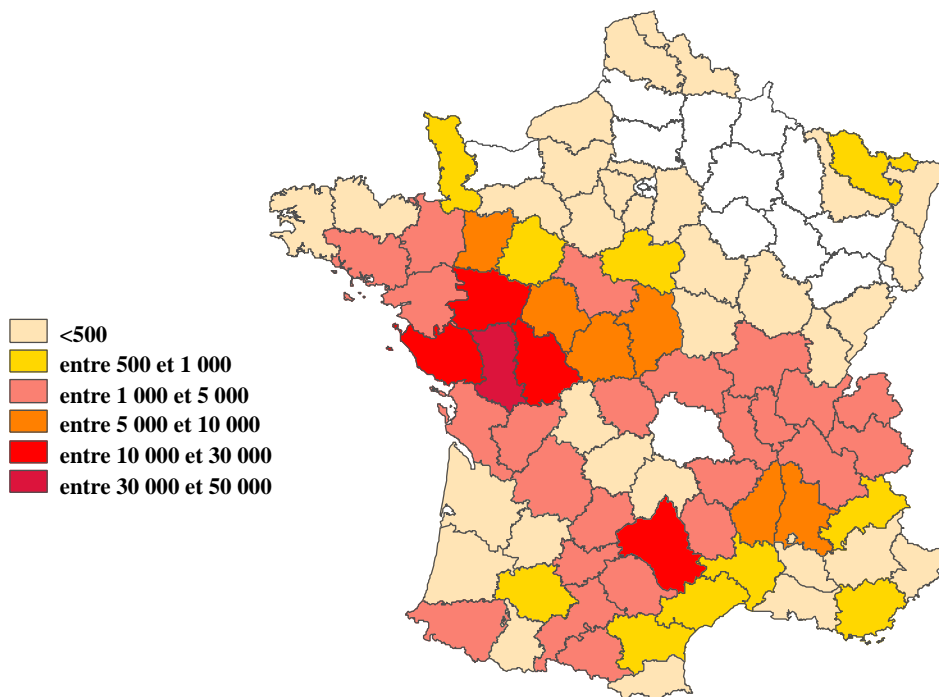 <500
entre 500 et 1 000
entre 1 000 et 5 000
entre 5 000 et 10 000
entre 10 000 et 30 000
entre 30 000 et 50 000